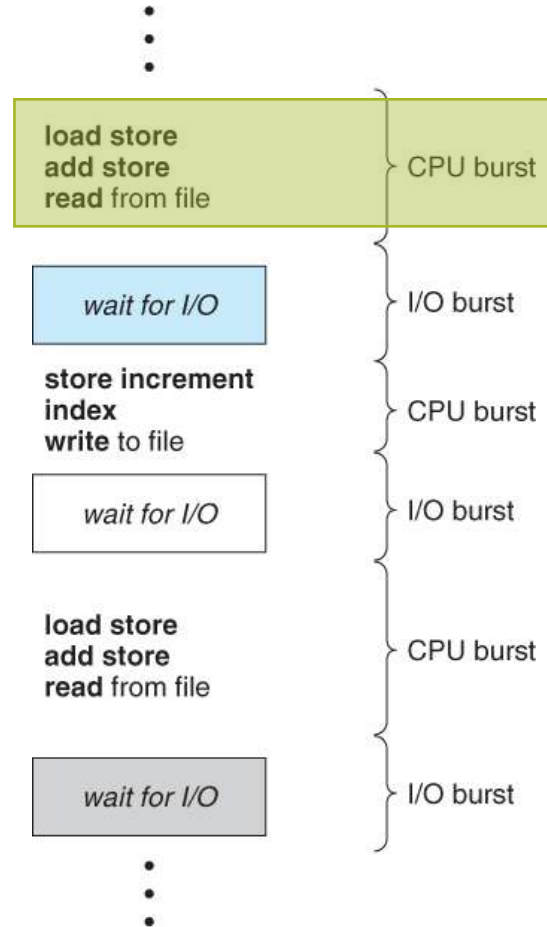 load store
add store
read from file
CPU burst
wait for I/O
I/O burst
store increment
index
write to file
CPU burst
wait for I/O
I/O burst
load store
add store
read from file
CPU burst
wait for I/O
I/O burst